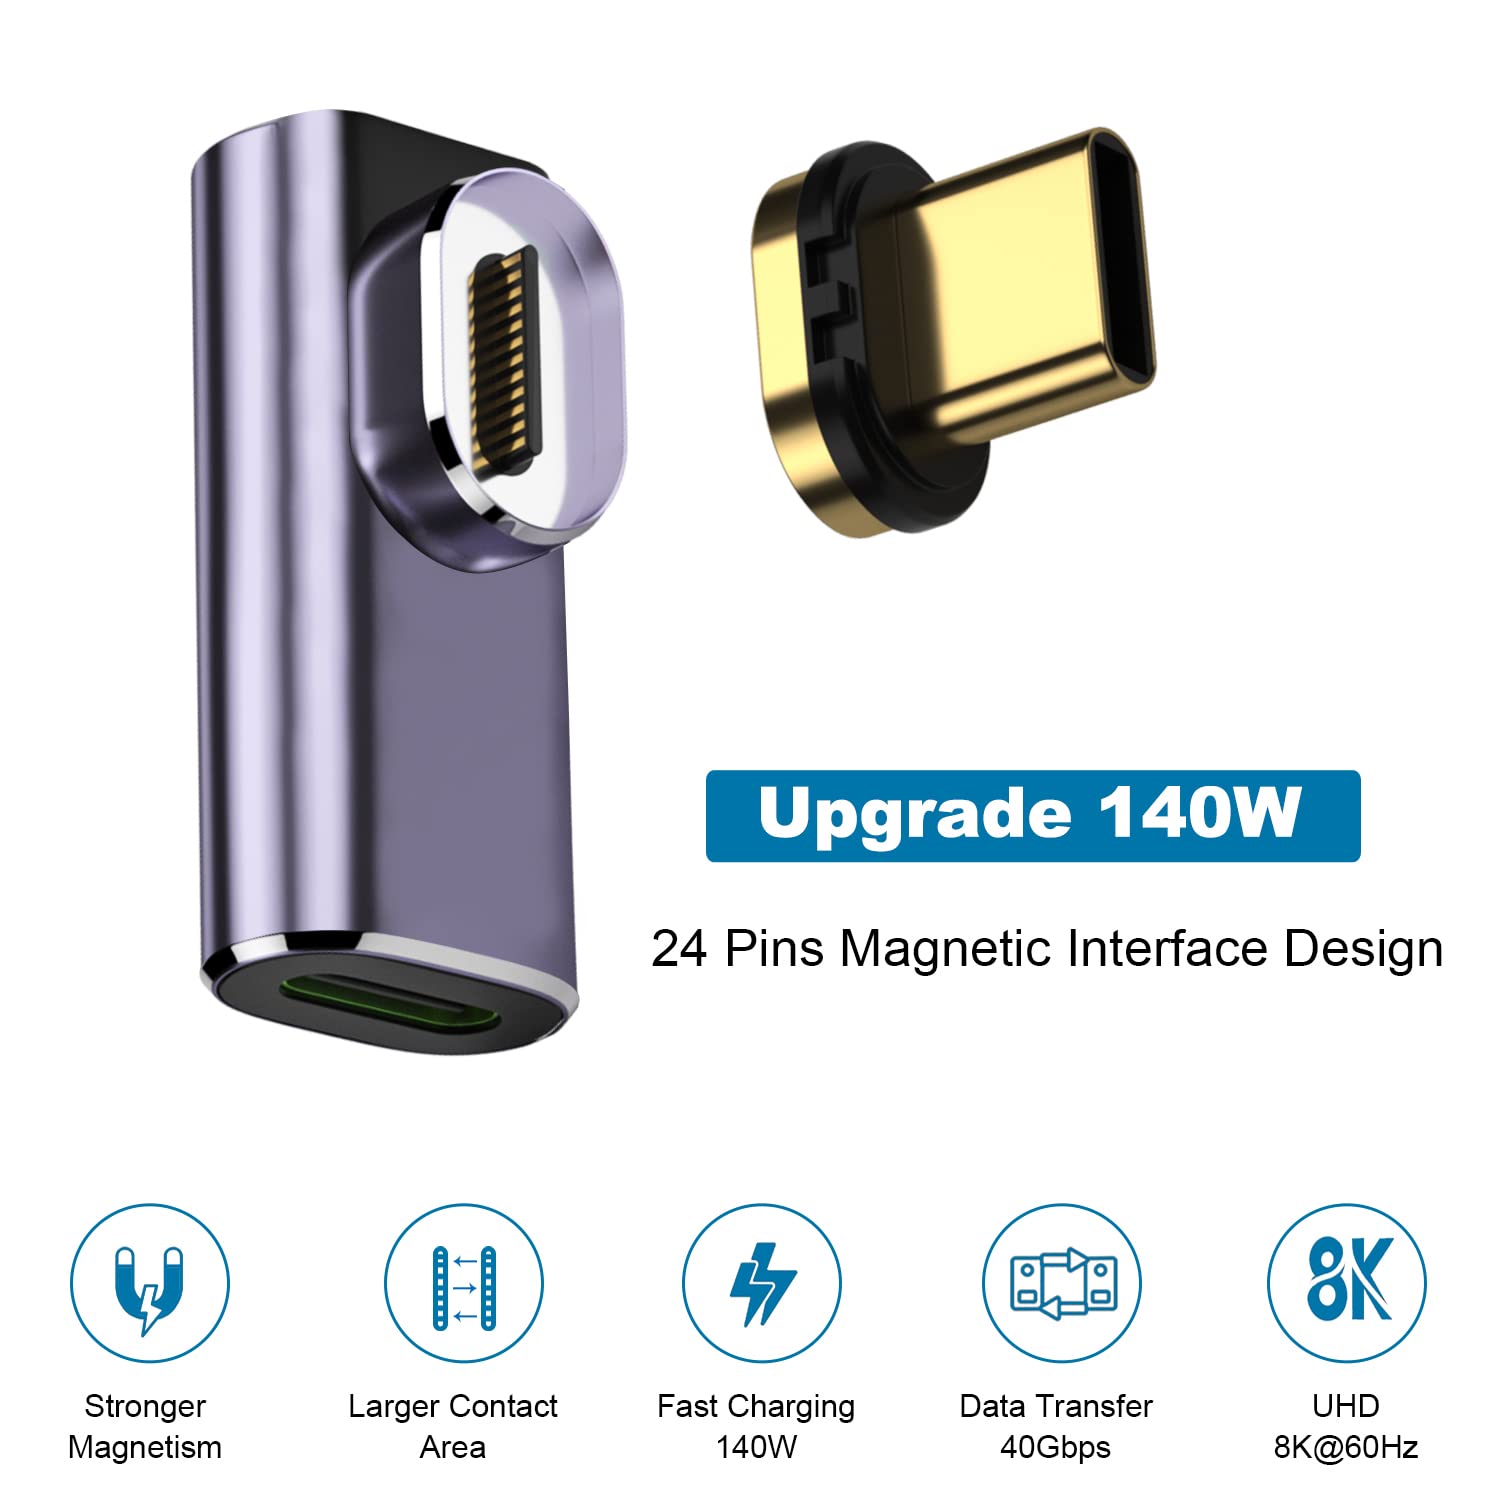 Upgrade 140W
24 Pins Magnetic Interface Design
8K
Stronger
Magnetism
Larger Contact
Area
Fast Charging
140W
Data Transfer
40Gbps
UHD
8K@60Hz